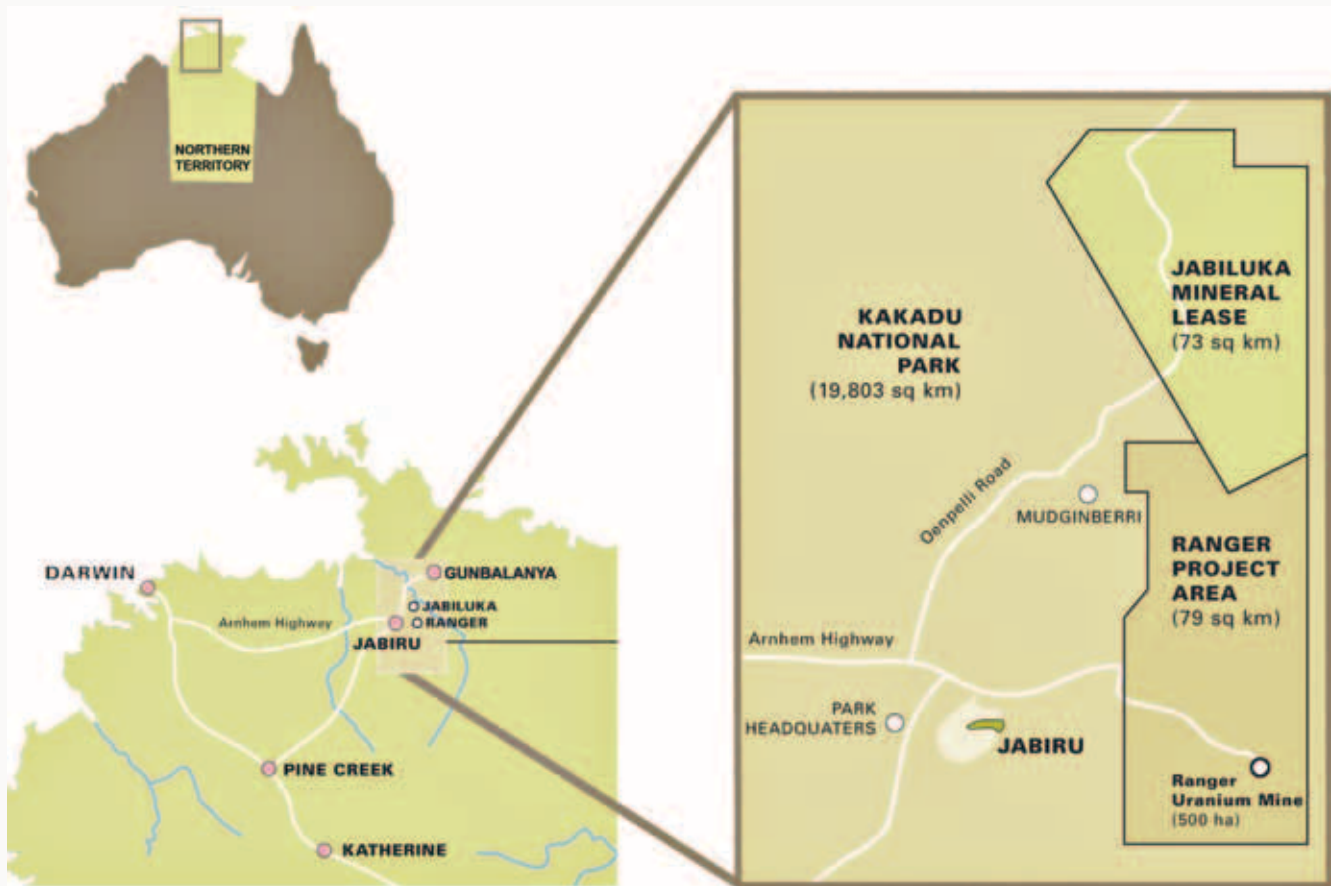 NORTHERN
TERRITORY
DARWIN
Arnhem Highway
GUNBALANYA
JABILUKA
RANGER
JABIRU
PINE CREEK
KATHERINE
KAKADU
NATIONAL
PARK
(19,803 sq km)
JABILUKA
MINERAL
LEASE
(73 sq km)
Oenpelli Road
MUDGINBERRI
RANGER
PROJECT
AREA
(79 sq km)
Arnhem Highway
PARK
HEADQUATERS
JABIRU
Ranger
Uranium Mine
(500 ha)